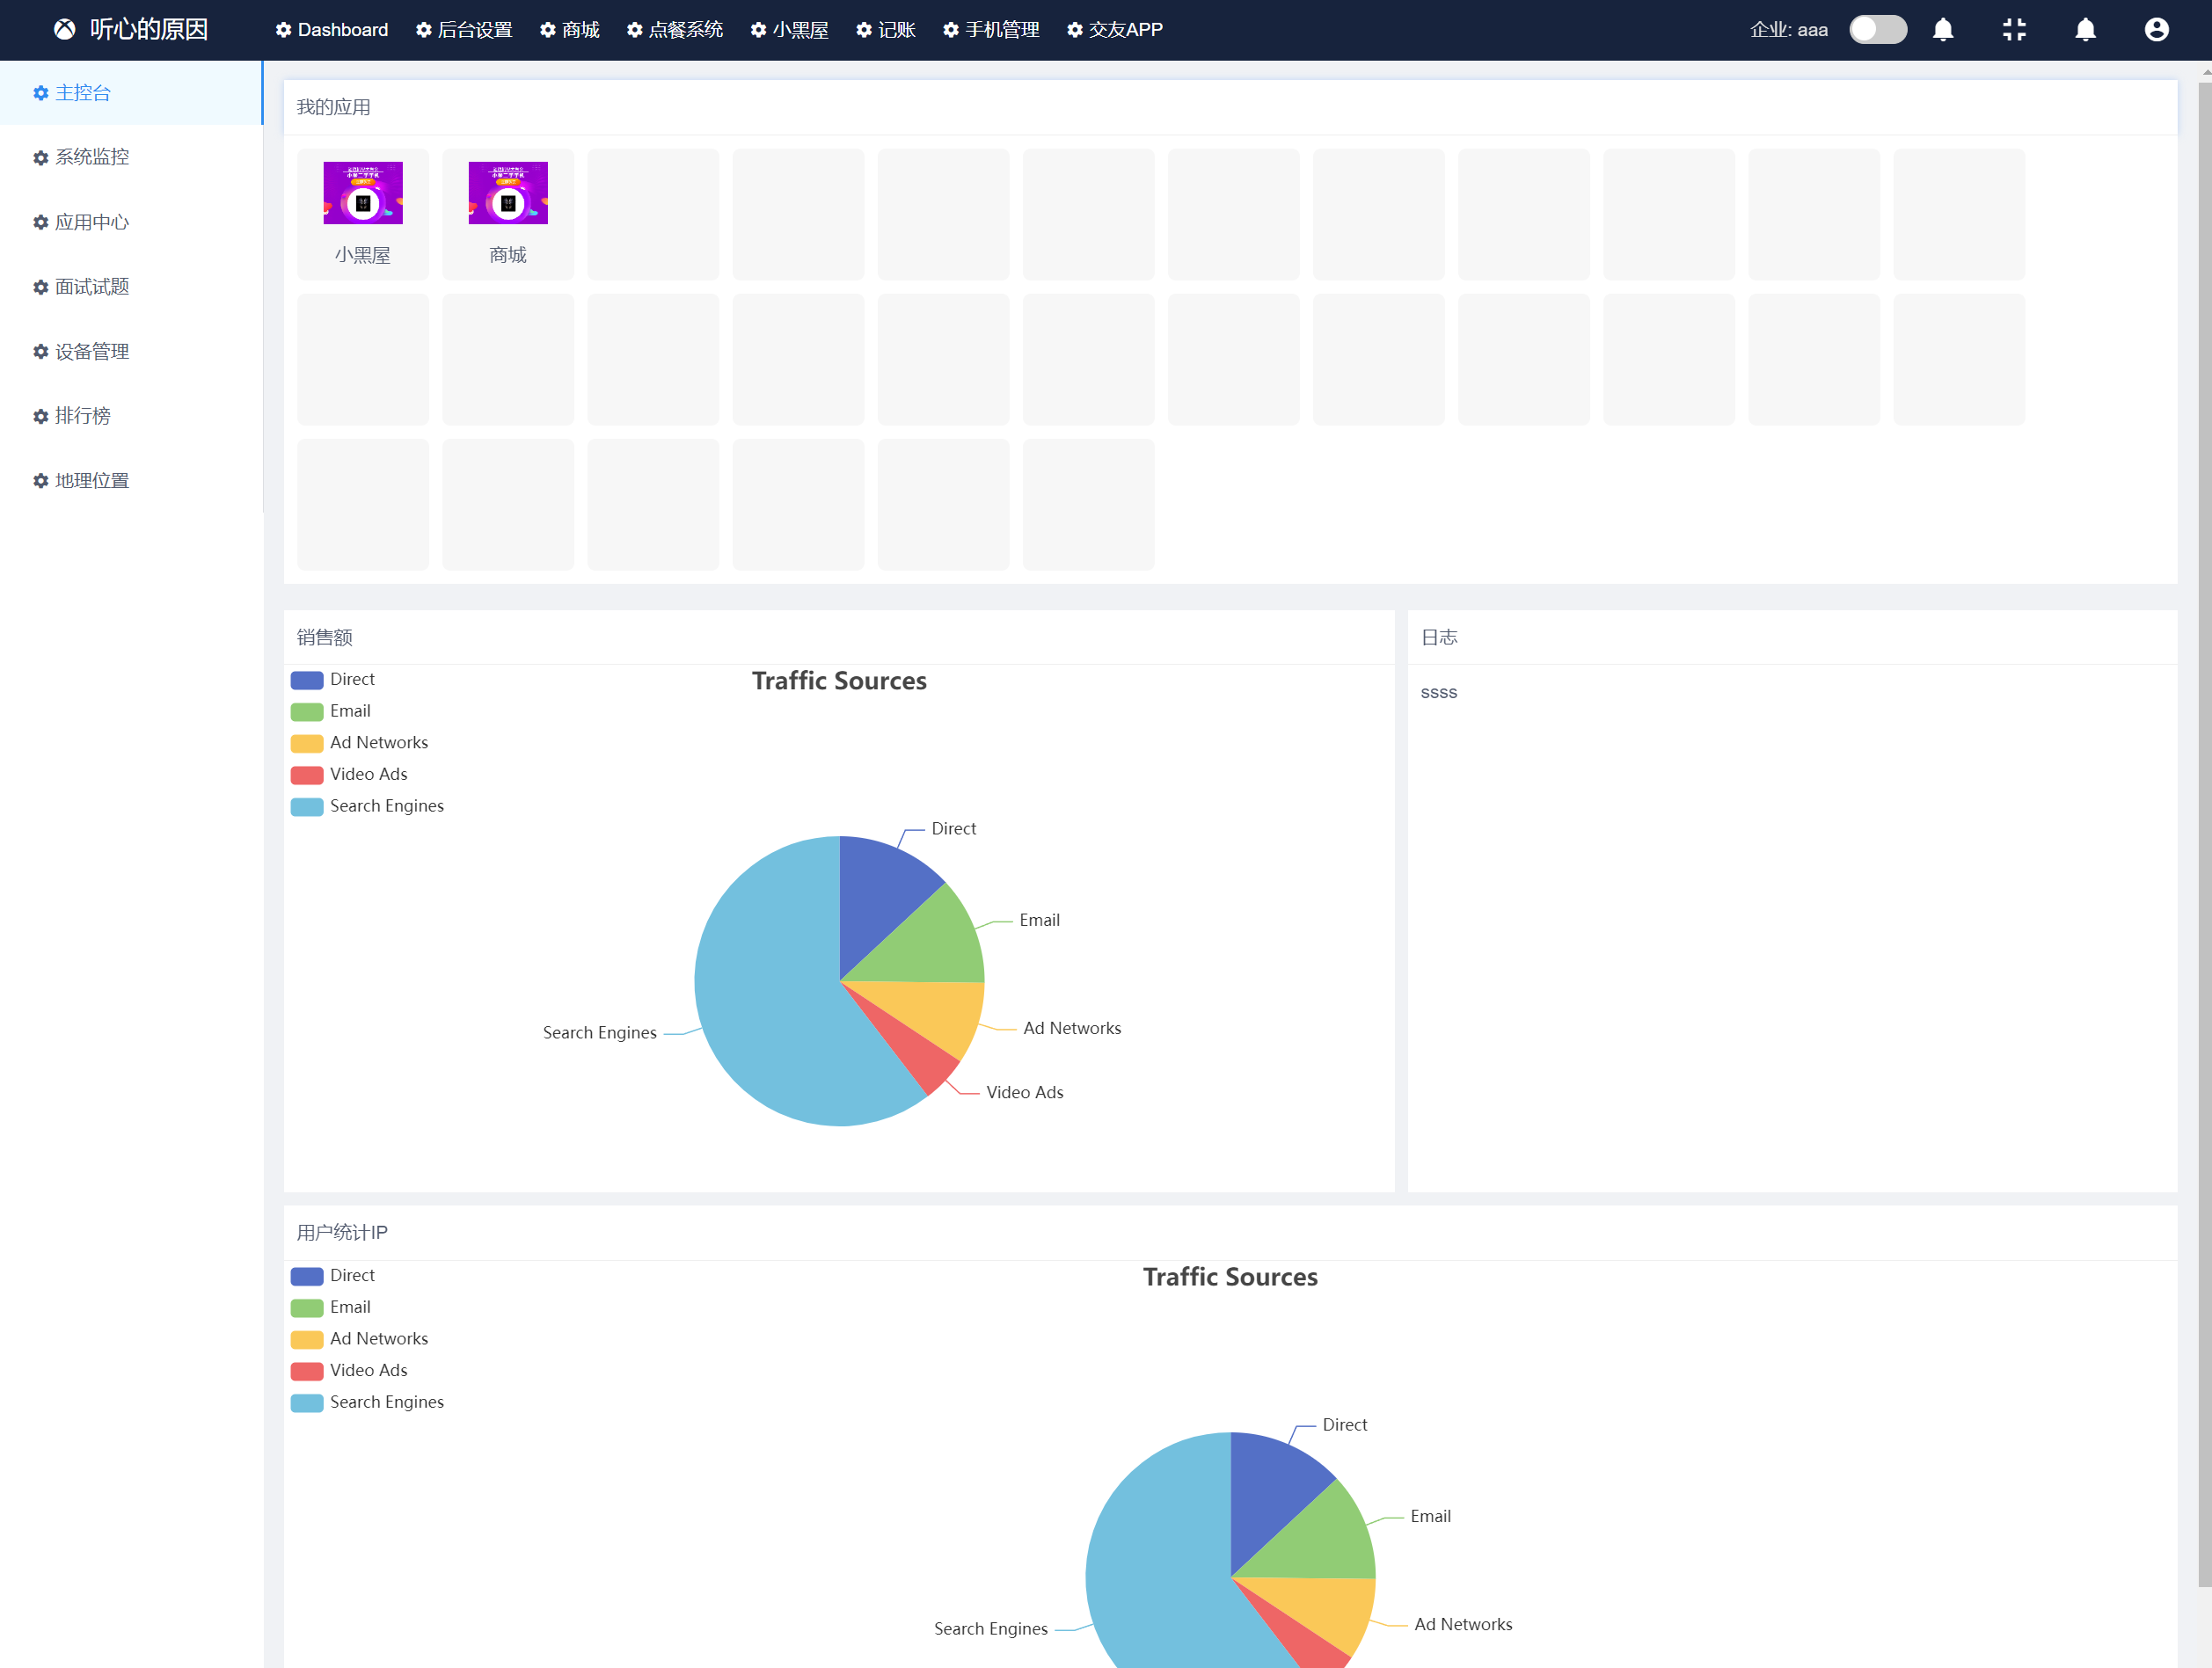 听心的原因
Dashboard 后台设置 商城 点餐系统 小黑屋 记账 手机管理 交友APP
企业: aaa
主控台
系统监控
应用中心
面试试题
设备管理
排行榜
地理位置
我的应用
小黑屋
商城
销售额
Traffic Sources
Direct
Email
Ad Networks
Video Ads
Search Engines
Direct
Email
Ad Networks
Video Ads
Search Engines
日志
ssss
用户统计IP
Traffic Sources
Direct
Email
Ad Networks
Video Ads
Search Engines
Direct
Email
Ad Networks
Search Engines